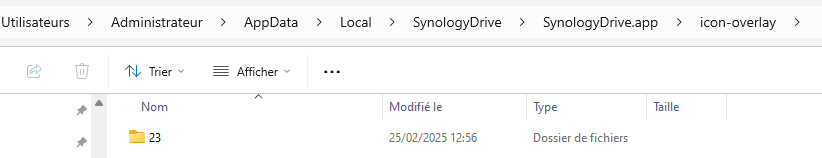 Utilisateurs > Administrateur > AppData > Local > SynologyDrive > SynologyDrive.app > icon-overlay >
Trier Afficher ...
Nom Modifié le Type Taille
23 25/02/2025 12:56 Dossier de fichiers